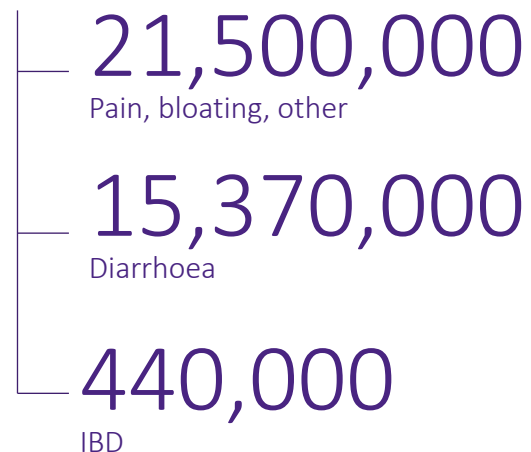 21,500,000
Pain, bloating, other
15,370,000
Diarrhoea
440,000
IBD